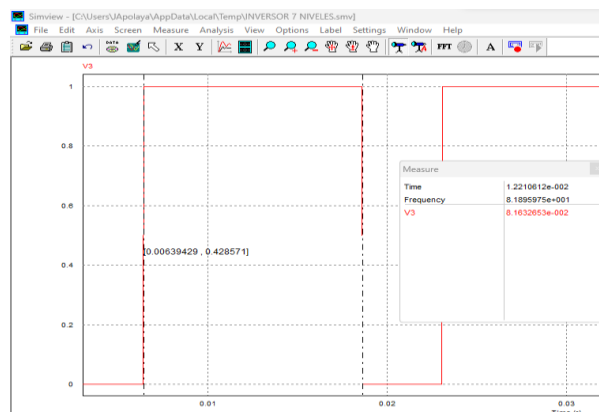 Simview - [C:\Users\JApolaya\AppData\Local\Temp\INVERSOR 7 NIVELES.smv]
File Edit Axis Screen Measure Analysis View Options Label Settings Window Help
DATA X Y FFT A
V3
1
0.8
0.6
0.4
0.2
0
[0.00639429 , 0.428571]
Measure
Time 1.2210612e-002
Frequency 8.1895975e+001
V3 8.1632653e-002
0.01 0.02 0.03